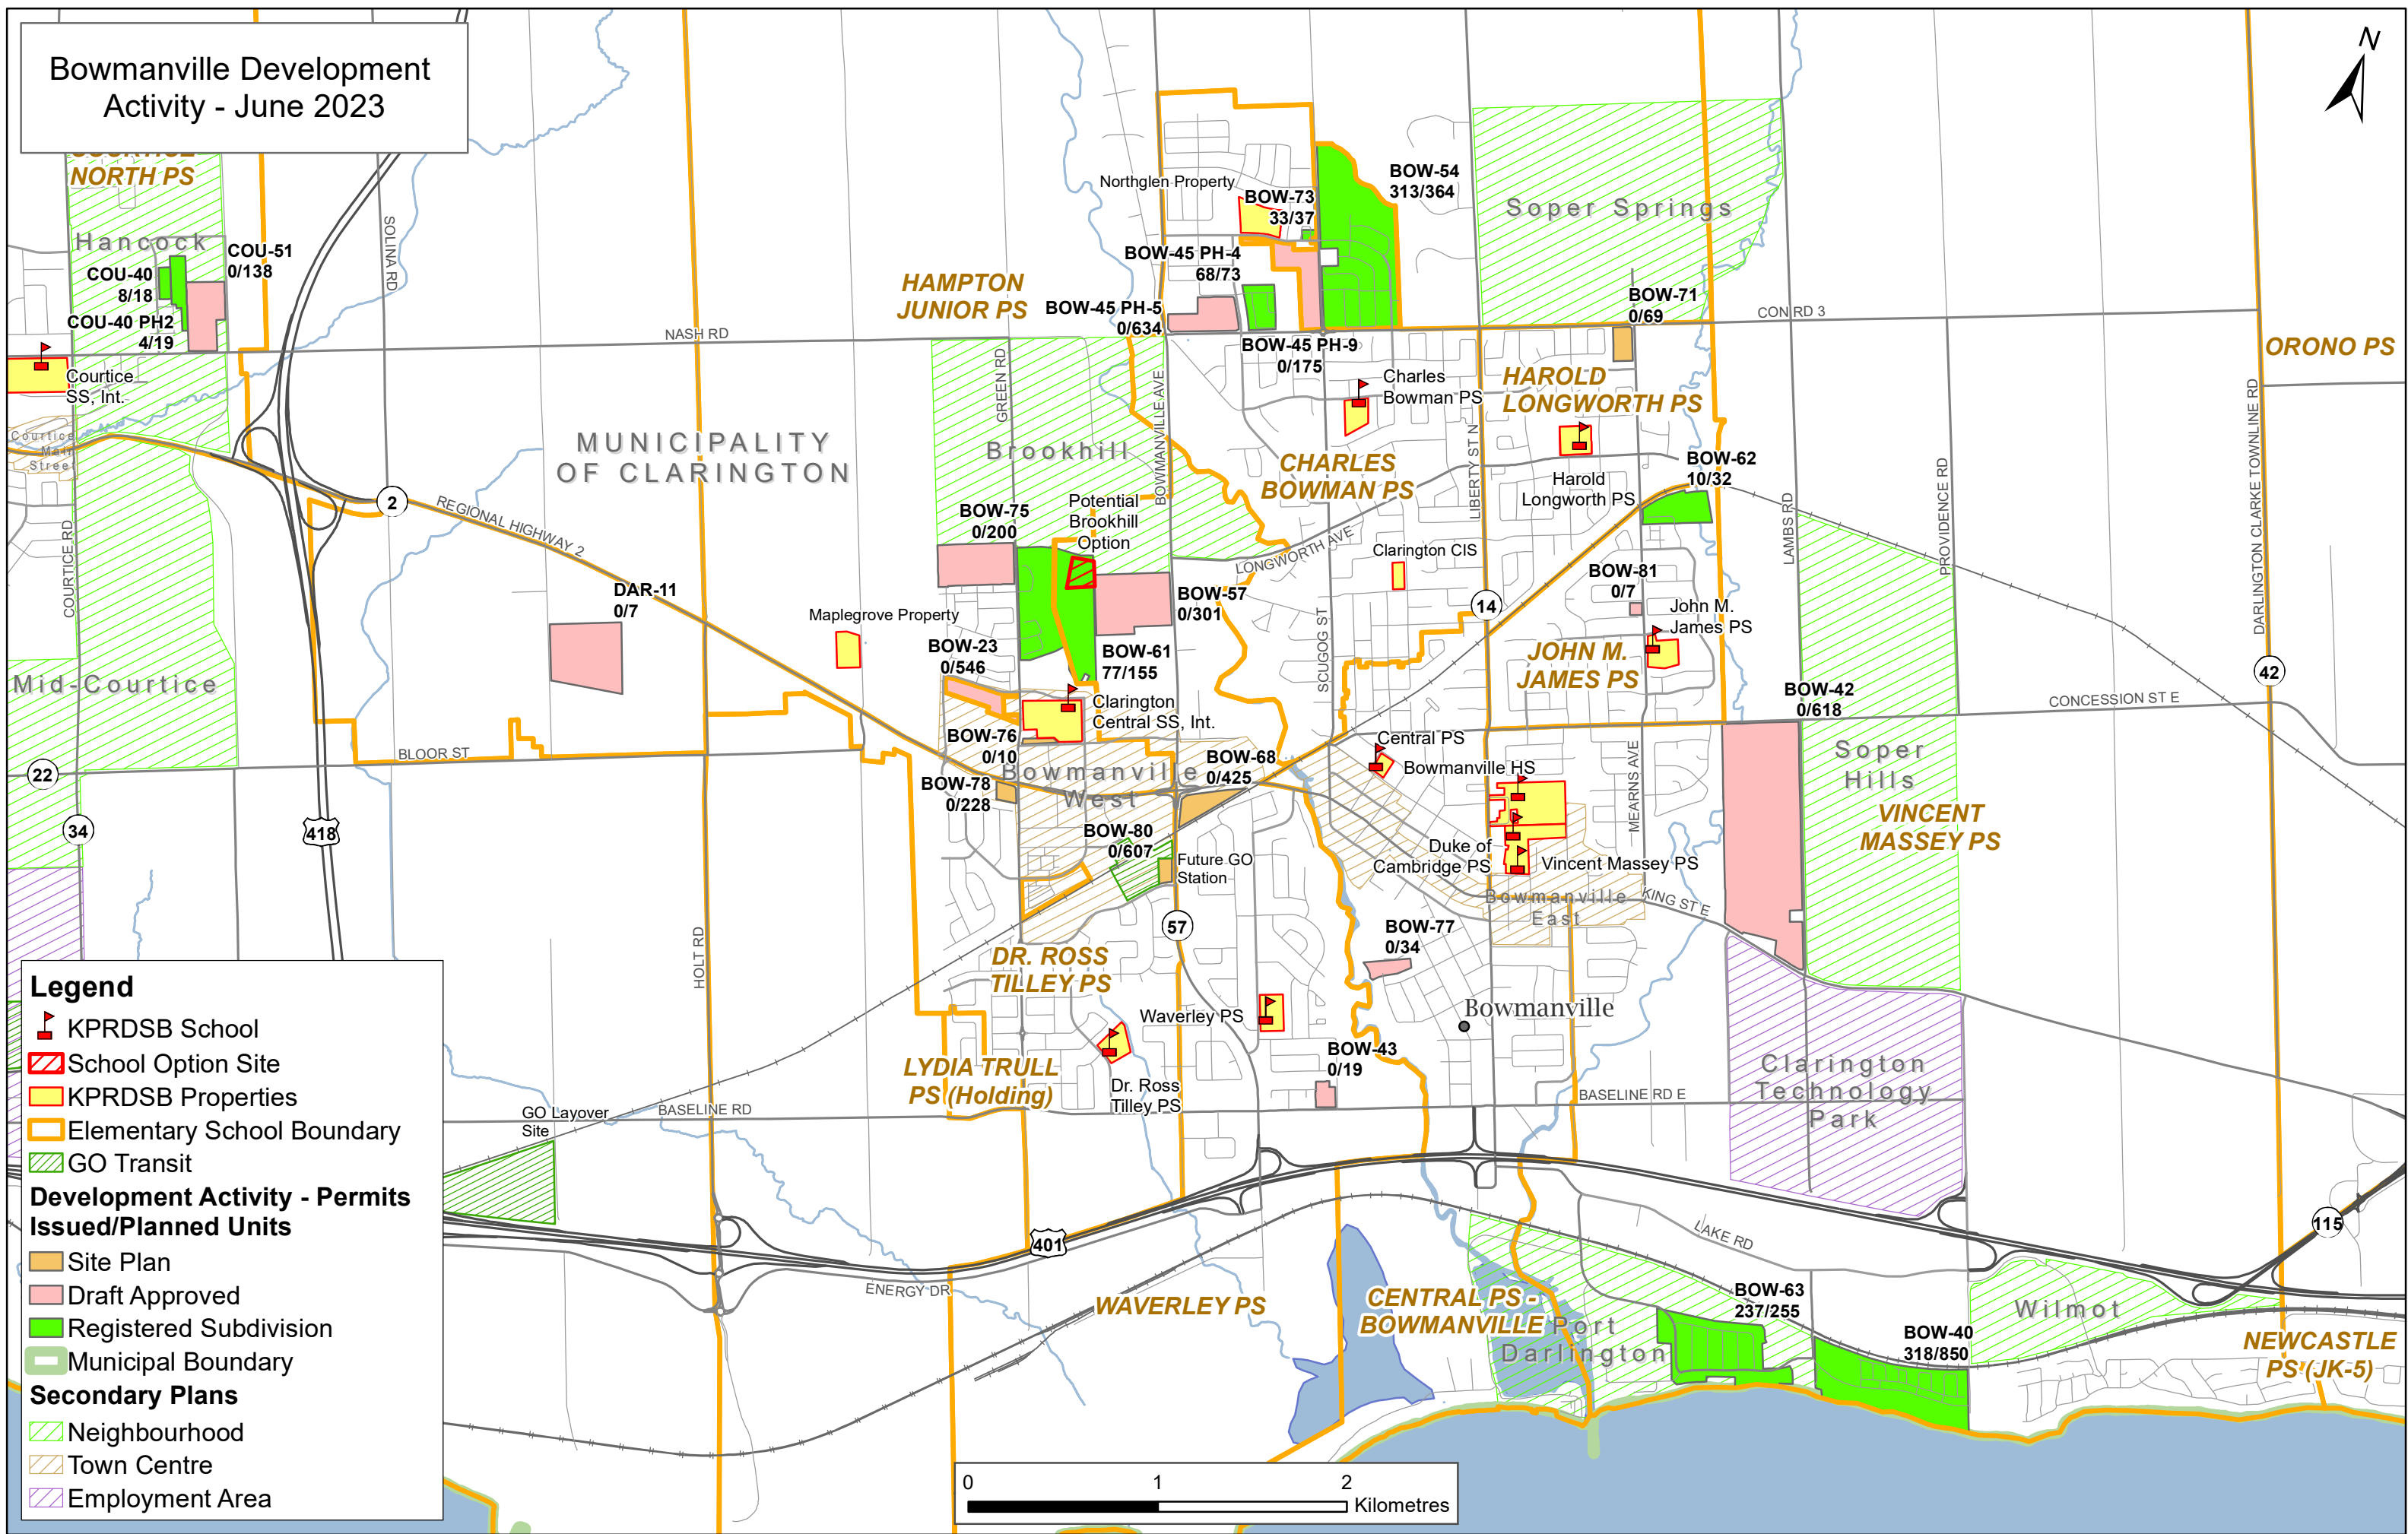 Bowmanville Development
Activity - June 2023
NORTH PS
Hancock
COU-51
0/138
COU-40
8/18
COU-40 PH2
4/19
Courtice
SS, Int.
Courtice
Main
Street
SOLINA RD
NASH RD
HAMPTON
JUNIOR PS
Northglen Property
BOW-73
33/37
BOW-54
313/364
BOW-45 PH-4
68/73
BOW-45 PH-5
0/634
BOW-45 PH-9
0/175
Soper Springs
BOW-71
0/69
CON RD 3
ORONO PS
N
MUNICIPALITY
OF CLARINGTON
GREEN RD
BOWMANVILLE AVE
Brookhill
Charles
Bowman PS
HAROLD
LONGWORTH PS
CHARLES
BOWMAN PS
LIBERTY ST N
Harold
Longworth PS
BOW-62
10/32
2
REGIONAL HIGHWAY 2
BOW-75
0/200
Potential
Brookhill
Option
LONGWORTH AVE
Clarington CIS
LAMBS RD
PROVIDENCE RD
DARLINGTON CLARKE TOWNLINE RD
COURTICE RD
DAR-11
0/7
Maplegrove Property
BOW-57
0/301
BOW-23
0/546
BOW-61
77/155
SCUGOG ST
14
BOW-81
0/7
John M.
James PS
JOHN M.
JAMES PS
42
Mid-Courtice
Clarington
Central SS, Int.
BOW-42
0/618
CONCESSION ST E
BLOOR ST
22
BOW-76
0/10
Bowmanville
West
BOW-68
0/425
Central PS
Bowmanville HS
MEARNS AVE
Soper
Hills
BOW-78
0/228
34
418
BOW-80
0/607
Future GO
Station
Duke of
Cambridge PS
Vincent Massey PS
VINCENT
MASSEY PS
Bowmanville
East
KING ST E
HOLT RD
57
BOW-77
0/34
DR. ROSS
TILLEY PS
Waverley PS
Bowmanville
LYDIA TRULL
PS (Holding)
Dr. Ross
Tilley PS
BOW-43
0/19
Clarington
Technology
Park
GO Layover
Site
BASELINE RD
BASELINE RD E
401
ENERGY DR
LAKE RD
115
WAVERLEY PS
CENTRAL PS -
BOWMANVILLE
Port
Darlington
BOW-63
237/255
BOW-40
318/850
Wilmot
NEWCASTLE
PS (JK-5)
Legend
KPRDSB School
School Option Site
KPRDSB Properties
Elementary School Boundary
GO Transit
Development Activity - Permits
Issued/Planned Units
Site Plan
Draft Approved
Registered Subdivision
Municipal Boundary
Secondary Plans
Neighbourhood
Town Centre
Employment Area
0 1 2
Kilometres